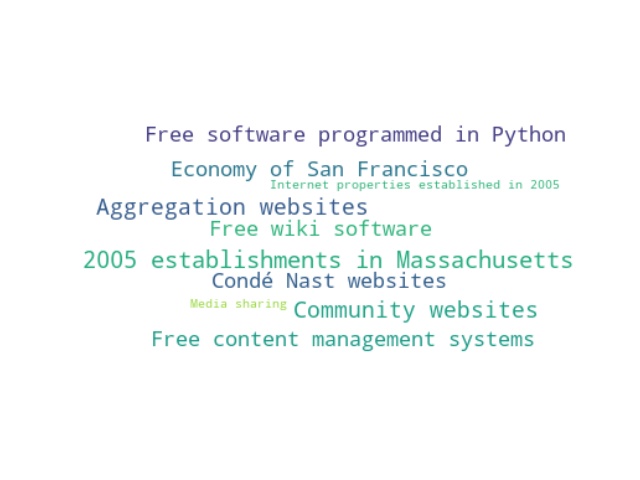 Free software programmed in Python
Economy of San Francisco
Internet properties established in 2005
Aggregation websites
Free wiki software
2005 establishments in Massachusetts
Condé Nast websites
Media sharing Community websites
Free content management systems